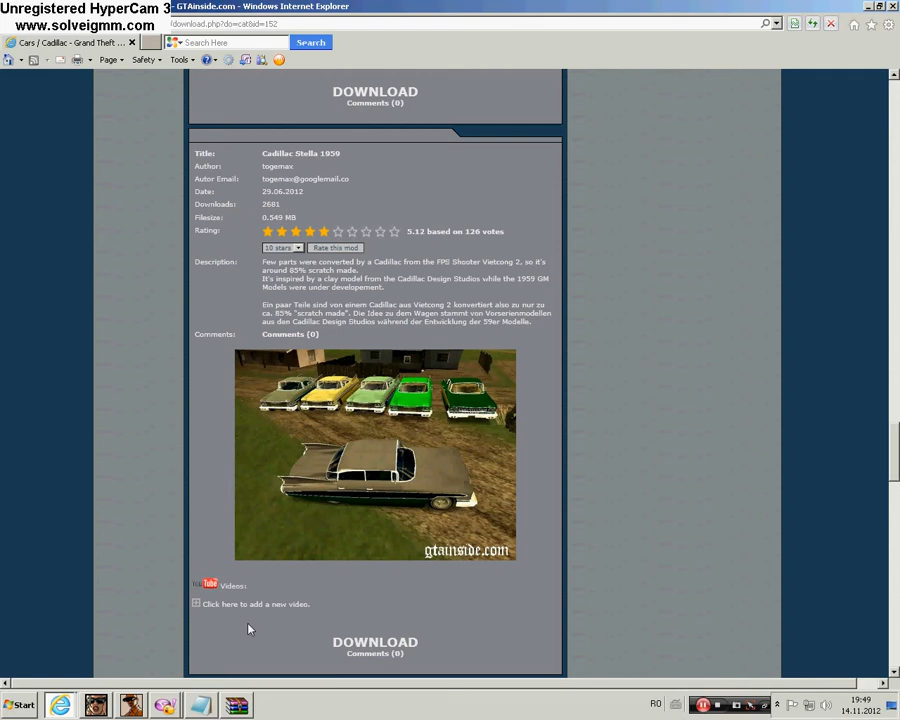 Unregistered HyperCam 3
www.solveigmm.com
GTAinside.com - Windows Internet Explorer
/download.php?do=cat&id=152
Cars / Cadillac - Grand Theft ...
Search Here
Search
Page
Safety
Tools
DOWNLOAD
Comments (0)
Title: Cadillac Stella 1959
Author: togemax
Autor Email: togemax@googlemail.co
Date: 29.06.2012
Downloads: 2681
Filesize: 0.549 MB
Rating: 5.12 based on 126 votes
10 stars Rate this mod
Description: Few parts were converted by a Cadillac from the FPS Shooter Vietcong 2, so it's
around 85% scratch made.
It's inspired by a clay model from the Cadillac Design Studios while the 1959 GM
Models were under developement.
Ein paar Teile sind von einem Cadillac aus Vietcong 2 konvertiert also zu nur zu
ca. 85% "scratch made". Die Idee zu dem Wagen stammt von Vorserienmodellen
aus den Cadillac Design Studios während der Entwicklung der 59er Modelle.
Comments: Comments (0)
gtainside.com
You Tube Videos:
Click here to add a new video.
DOWNLOAD
Comments (0)
Start
RO
19:49
14.11.2012